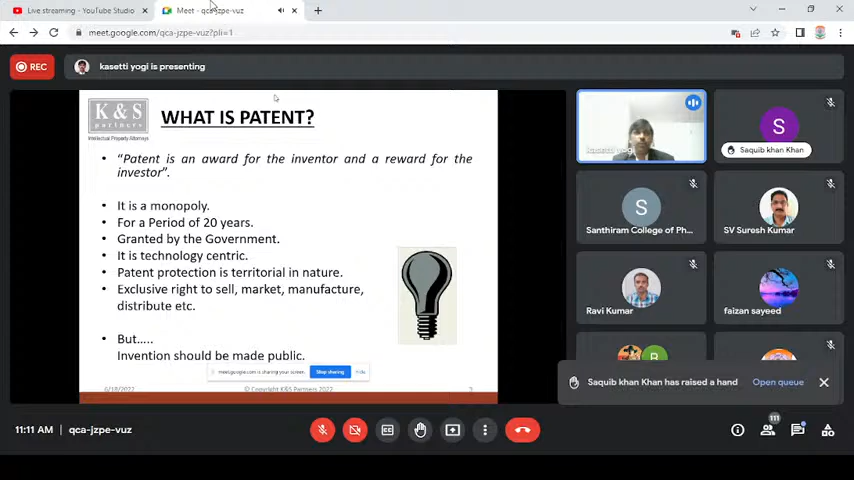 Live streaming - YouTube Studio
Meet - qca-jzpe-vuz
meet.google.com/qca-jzpe-vuz?pli=1
REC
kasetti yogi is presenting
K & S
partners
Intellectual Property Attorneys
WHAT IS PATENT?
• “Patent is an award for the inventor and a reward for the
investor”.
• It is a monopoly.
• For a Period of 20 years.
• Granted by the Government.
• It is technology centric.
• Patent protection is territorial in nature.
• Exclusive right to sell, market, manufacture,
distribute etc.
• But.....
Invention should be made public.
meet.google.com is sharing your screen.
Stop sharing
Hide
6/18/2022
© Copyright K&S Partners 2022
3
kasetti yogi
S
Saquib khan Khan
S
Santhiram College of Ph...
SV Suresh Kumar
Ravi Kumar
faizan sayeed
R
Saquib khan Khan has raised a hand
Open queue
11:11 AM
qca-jzpe-vuz
111